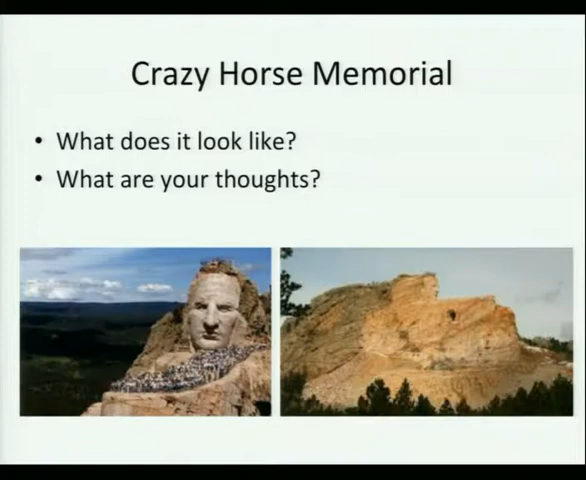 Crazy Horse Memorial
• What does it look like?
• What are your thoughts?